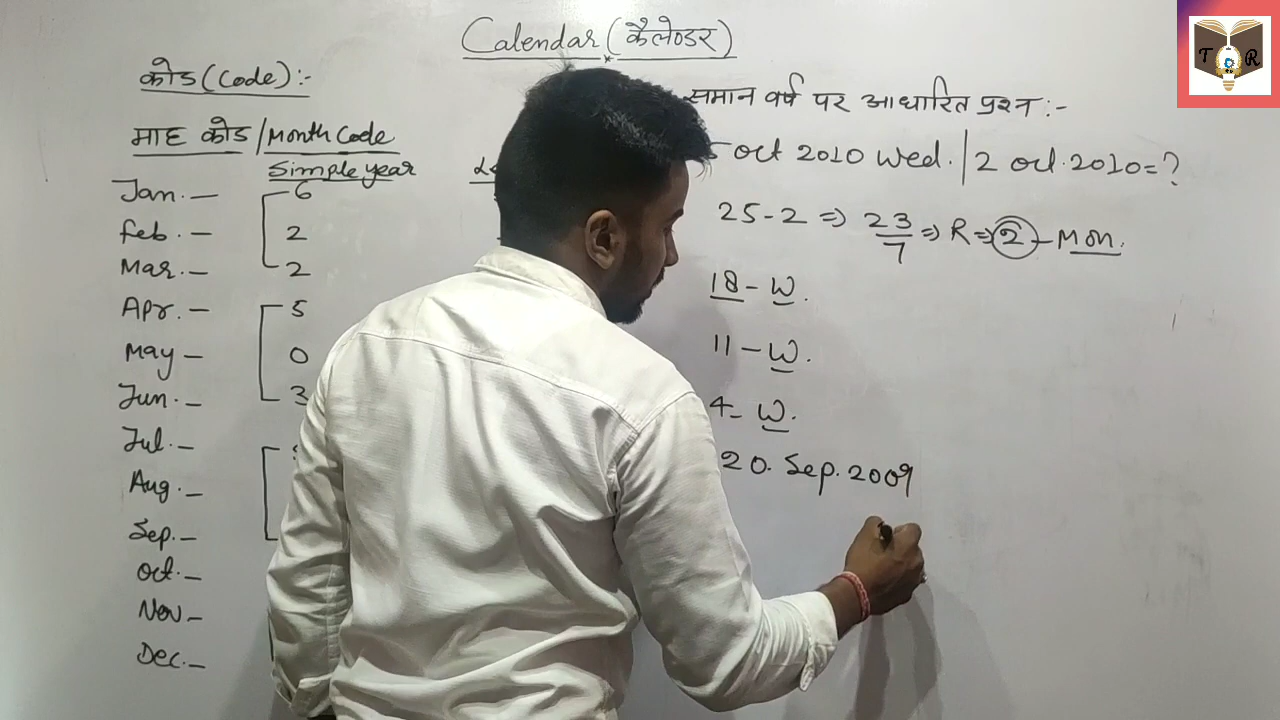 Calendar (कैलेण्डर)
कोड (Code):-
माह कोड / Month Code
Simple year
Jan. - 6
feb. - 2
Mar. - 2
Apr. - 5
May - 0
Jun. - 3
Jul. -
Aug. -
Sep. -
Oct. -
Nov -
Dec. -
समान वर्ष पर आधारित प्रश्न :-
5 Oct 2010 Wed. | 2 Oct. 2010 = ?
25 - 2 ⇒ 23/7 ⇒ R ⇒ 2 - Mon.
18 - W.
11 - W.
4 - W.
20. Sep. 2009
T R